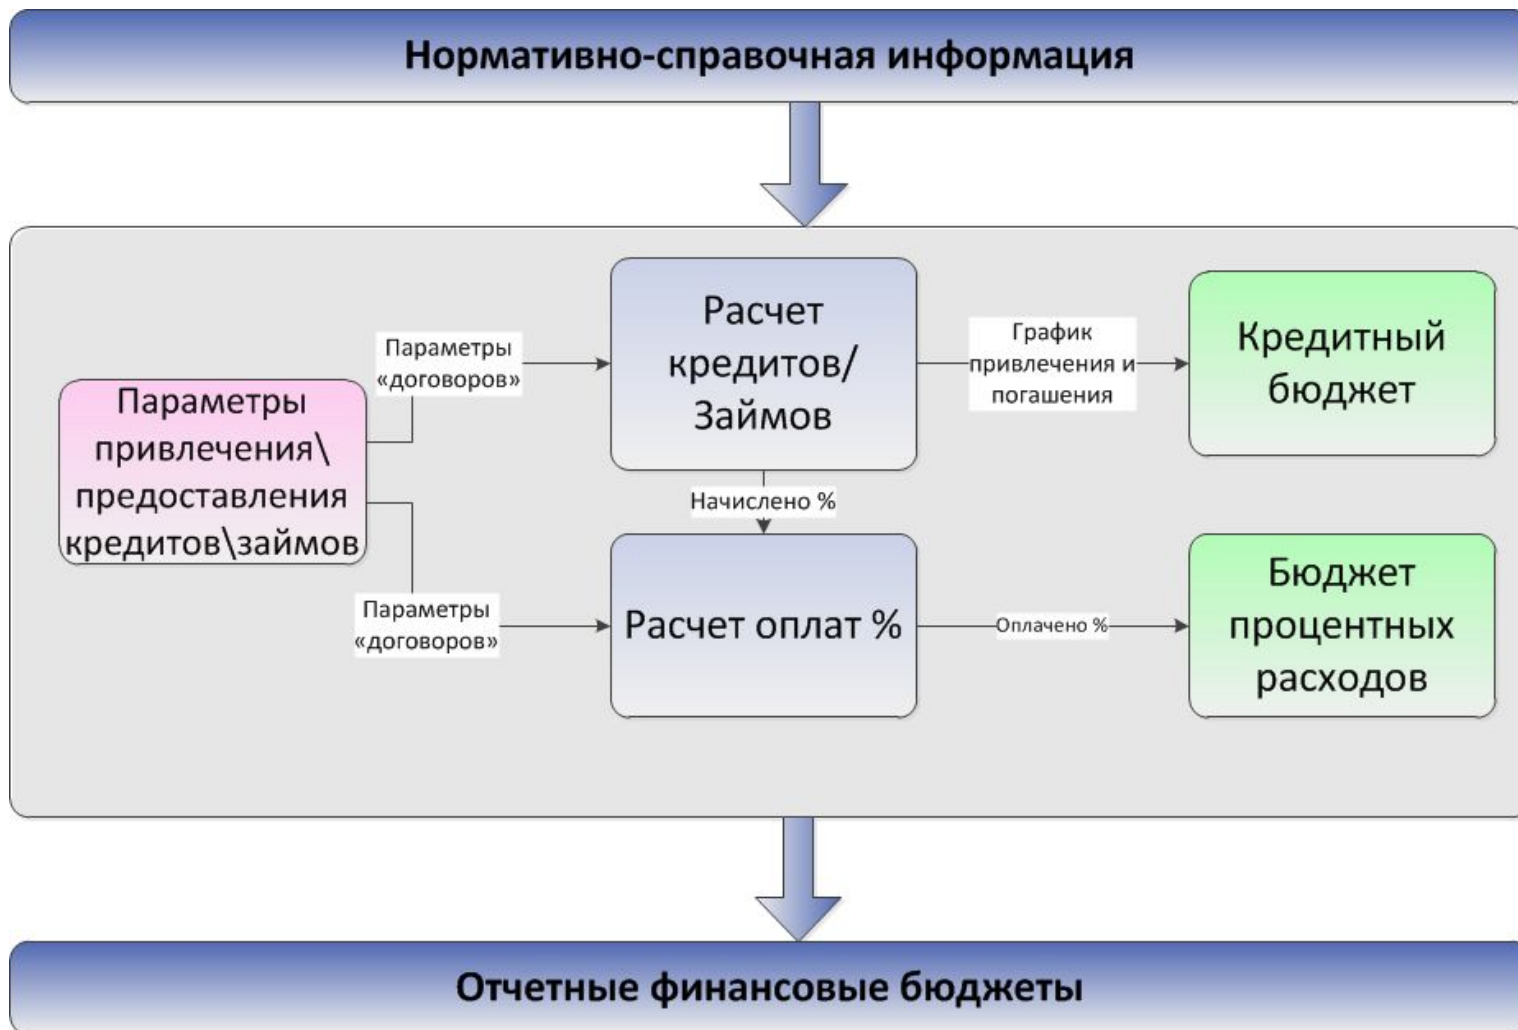 Нормативно-справочная информация
Параметры
привлечения\
предоставления
кредитов\займов
Параметры
«договоров»
Расчет
кредитов/
Займов
График
привлечения и
погашения
Кредитный
бюджет
Начислено %
Параметры
«договоров»
Расчет оплат %
Оплачено %
Бюджет
процентных
расходов
Отчетные финансовые бюджеты